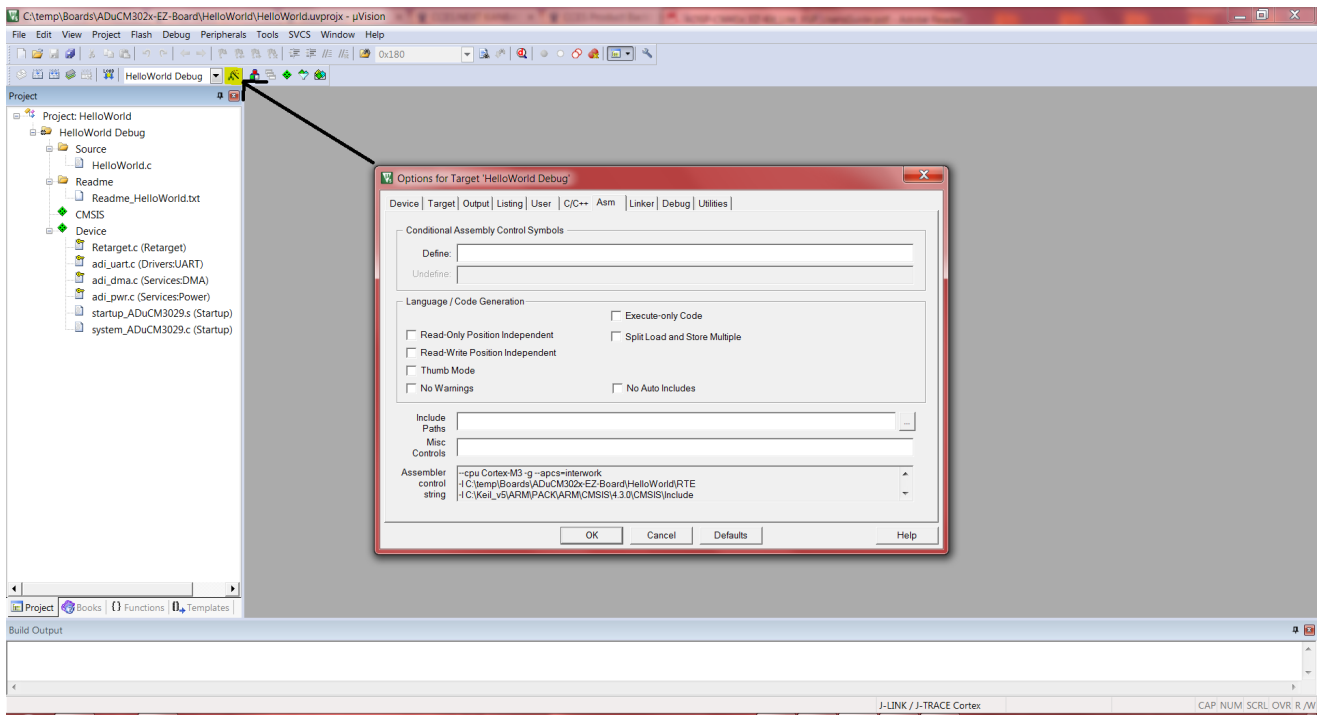 C:\temp\Boards\ADuCM302x-EZ-Board\HelloWorld\HelloWorld.uvprojx - µVision
File Edit View Project Flash Debug Peripherals Tools SVCS Window Help
0x180
HelloWorld Debug
Project
Project: HelloWorld
HelloWorld Debug
Source
HelloWorld.c
Readme
Readme_HelloWorld.txt
CMSIS
Device
Retarget.c (Retarget)
adi_uart.c (Drivers:UART)
adi_dma.c (Services:DMA)
adi_pwr.c (Services:Power)
startup_ADuCM3029.s (Startup)
system_ADuCM3029.c (Startup)
Options for Target 'HelloWorld Debug'
Device Target Output Listing User C/C++ Asm Linker Debug Utilities
Conditional Assembly Control Symbols
Define:
Undefine:
Language / Code Generation
Execute-only Code
Read-Only Position Independent
Split Load and Store Multiple
Read-Write Position Independent
Thumb Mode
No Warnings
No Auto Includes
Include Paths
...
Misc Controls
Assembler control string
--cpu Cortex-M3 -g --apcs=interwork
-I C:\temp\Boards\ADuCM302x-EZ-Board\HelloWorld\RTE
-I C:\Keil_v5\ARM\PACK\ARM\CMSIS\4.3.0\CMSIS\Include
OK Cancel Defaults Help
Project Books {} Functions Templates
Build Output
J-LINK / J-TRACE Cortex
CAP NUM SCRL OVR R /W